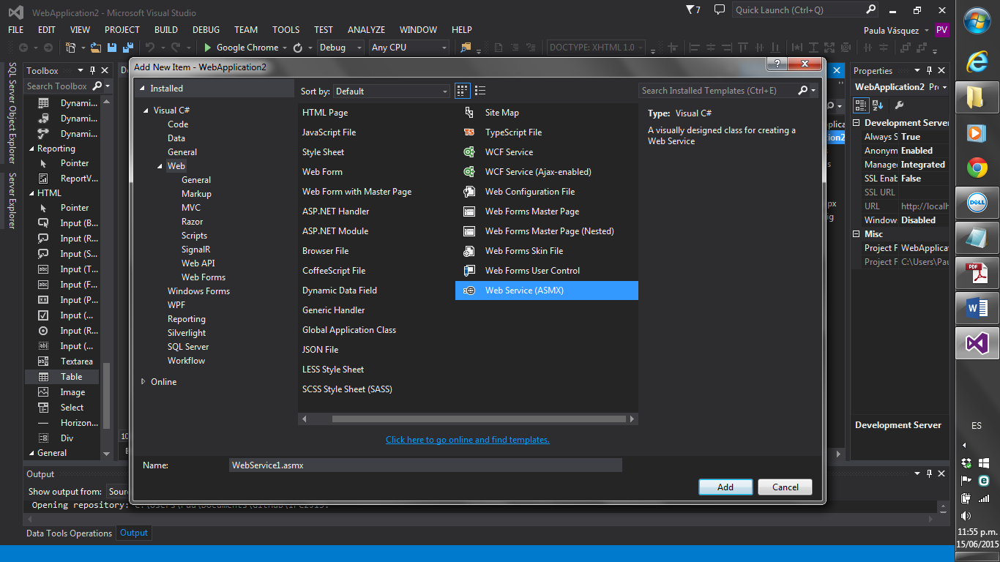 WebApplication2 - Microsoft Visual Studio
7
Quick Launch (Ctrl+Q)
FILE EDIT VIEW PROJECT BUILD DEBUG TEAM TOOLS TEST ANALYZE WINDOW HELP
Paula Vásquez PV
Google Chrome Debug Any CPU DOCTYPE: XHTML 1.0
SQL Server Object Explorer
Server Explorer
Toolbox
Search Toolbox
Dynami...
Dynami...
Dynami...
Reporting
Pointer
ReportV...
HTML
Pointer
Input (B...
Input (R...
Input (S...
Input (T...
Input (F...
Input (P...
Input (...
Input (R...
Input (...
Textarea
Table
Image
Select
Horizon...
Div
General
Add New Item - WebApplication2
Installed
Visual C#
Code
Data
General
Web
General
Markup
MVC
Razor
Scripts
SignalR
Web API
Web Forms
Windows Forms
WPF
Reporting
Silverlight
SQL Server
Workflow
Online
Sort by: Default
Search Installed Templates (Ctrl+E)
HTML Page
JavaScript File
Style Sheet
Web Form
Web Form with Master Page
ASP.NET Handler
ASP.NET Module
Browser File
CoffeeScript File
Dynamic Data Field
Generic Handler
Global Application Class
JSON File
LESS Style Sheet
SCSS Style Sheet (SASS)
Site Map
TypeScript File
WCF Service
WCF Service (Ajax-enabled)
Web Configuration File
Web Forms Master Page
Web Forms Master Page (Nested)
Web Forms Skin File
Web Forms User Control
Web Service (ASMX)
Type: Visual C#
A visually designed class for creating a
Web Service
Click here to go online and find templates.
Name: WebService1.asmx
Add Cancel
Properties
WebApplication2 Pr
Development Server
Always S True
Anonym Enabled
Manage Integrated
SSL Enab False
SSL URL
URL http://localh
Window Disabled
Misc
Project F WebApplicat
Project F C:\Users\Pau
Development Server
Output
Show output from: Sour
Opening repository:
Data Tools Operations Output
DELL
PDF
ES
11:55 p.m.
15/06/2015